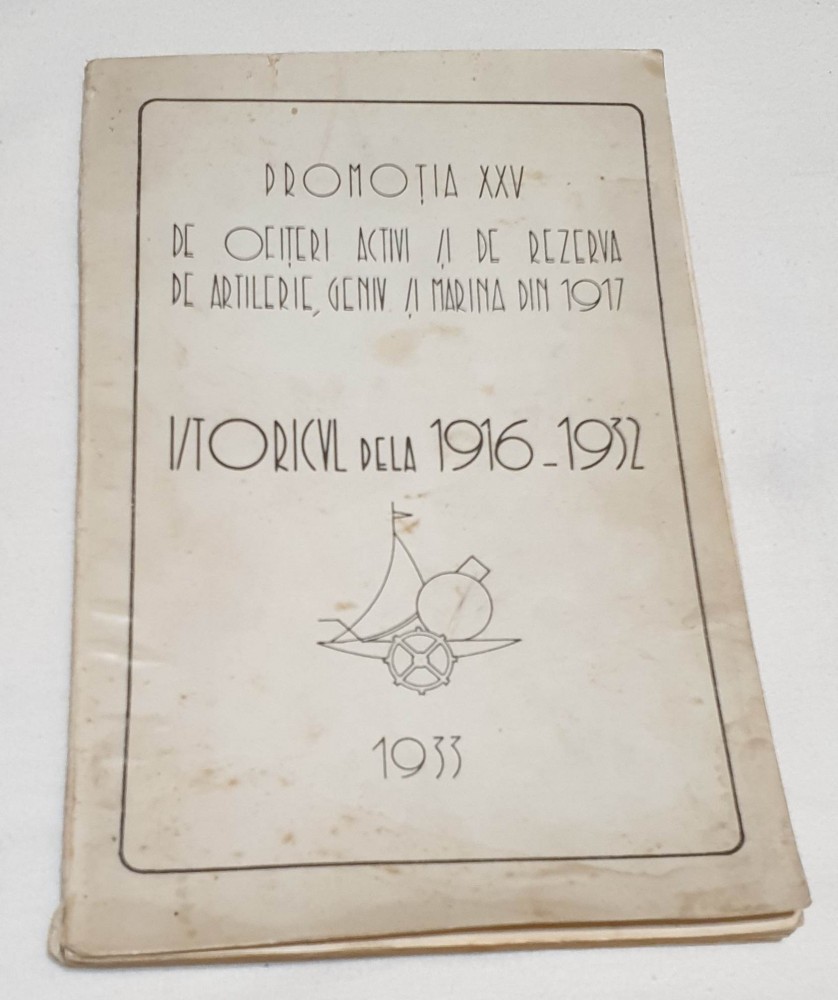 PROMOȚIA XXV
DE OFIȚERI ACTIVI ȘI DE REZERVA
DE ARTILERIE, GENIU ȘI MARINA DIN 1917
ISTORICUL DELA 1916-1932
1933